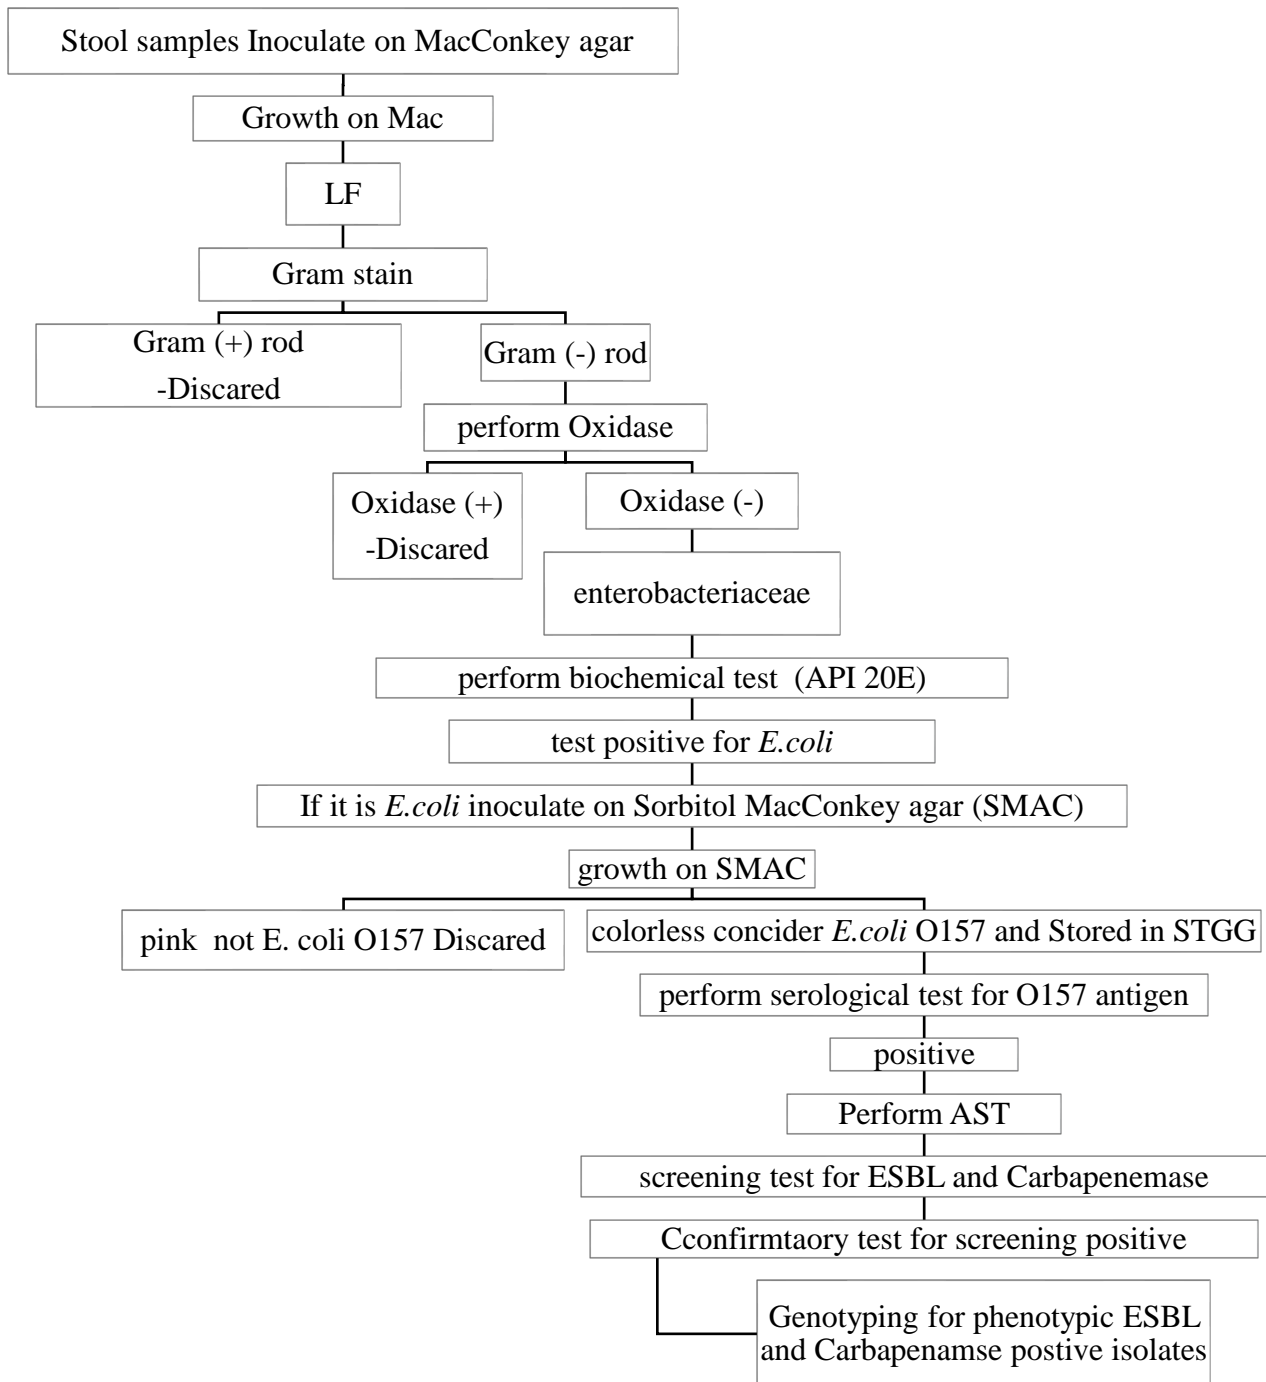 Stool samples Inoculate on MacConkey agar
Growth on Mac
LF
Gram stain
Gram (+) rod
-Discared
Gram (-) rod
perform Oxidase
Oxidase (+)
-Discared
Oxidase (-)
enterobacteriaceae
perform biochemical test (API 20E)
test positive for E.coli
If it is E.coli inoculate on Sorbitol MacConkey agar (SMAC)
growth on SMAC
pink not E. coli O157 Discared
colorless concider E.coli O157 and Stored in STGG
perform serological test for O157 antigen
positive
Perform AST
screening test for ESBL and Carbapenemase
Cconfirmtaory test for screening positive
Genotyping for phenotypic ESBL
and Carbapenamse postive isolates